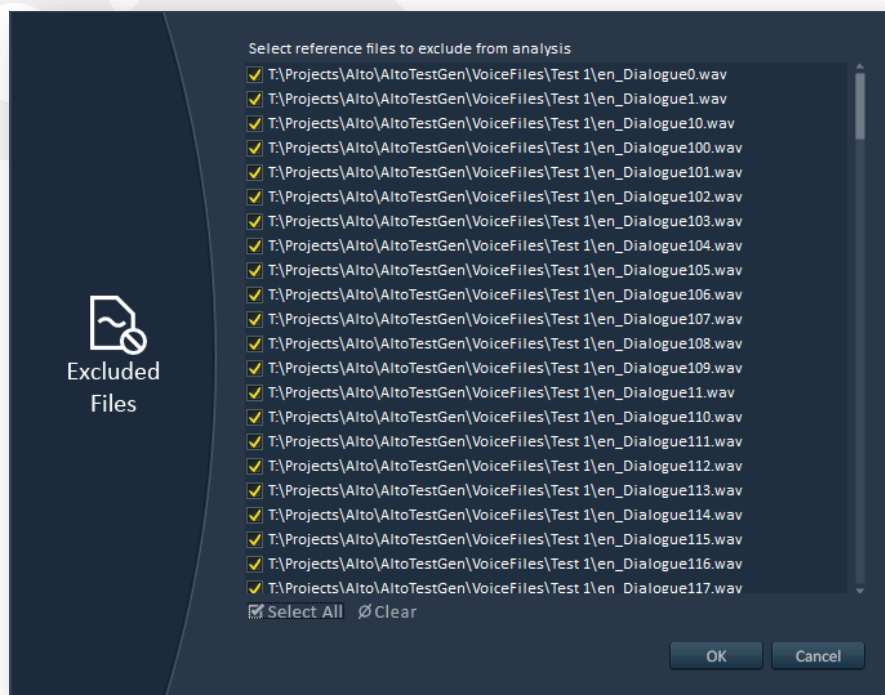 Select reference files to exclude from analysis
T:\Projects\Alto\AltoTestGen\VoiceFiles\Test 1\en_Dialogue0.wav
T:\Projects\Alto\AltoTestGen\VoiceFiles\Test 1\en_Dialogue1.wav
T:\Projects\Alto\AltoTestGen\VoiceFiles\Test 1\en_Dialogue10.wav
T:\Projects\Alto\AltoTestGen\VoiceFiles\Test 1\en_Dialogue100.wav
T:\Projects\Alto\AltoTestGen\VoiceFiles\Test 1\en_Dialogue101.wav
T:\Projects\Alto\AltoTestGen\VoiceFiles\Test 1\en_Dialogue102.wav
T:\Projects\Alto\AltoTestGen\VoiceFiles\Test 1\en_Dialogue103.wav
T:\Projects\Alto\AltoTestGen\VoiceFiles\Test 1\en_Dialogue104.wav
T:\Projects\Alto\AltoTestGen\VoiceFiles\Test 1\en_Dialogue105.wav
T:\Projects\Alto\AltoTestGen\VoiceFiles\Test 1\en_Dialogue106.wav
T:\Projects\Alto\AltoTestGen\VoiceFiles\Test 1\en_Dialogue107.wav
T:\Projects\Alto\AltoTestGen\VoiceFiles\Test 1\en_Dialogue108.wav
T:\Projects\Alto\AltoTestGen\VoiceFiles\Test 1\en_Dialogue109.wav
T:\Projects\Alto\AltoTestGen\VoiceFiles\Test 1\en_Dialogue11.wav
T:\Projects\Alto\AltoTestGen\VoiceFiles\Test 1\en_Dialogue110.wav
T:\Projects\Alto\AltoTestGen\VoiceFiles\Test 1\en_Dialogue111.wav
T:\Projects\Alto\AltoTestGen\VoiceFiles\Test 1\en_Dialogue112.wav
T:\Projects\Alto\AltoTestGen\VoiceFiles\Test 1\en_Dialogue113.wav
T:\Projects\Alto\AltoTestGen\VoiceFiles\Test 1\en_Dialogue114.wav
T:\Projects\Alto\AltoTestGen\VoiceFiles\Test 1\en_Dialogue115.wav
T:\Projects\Alto\AltoTestGen\VoiceFiles\Test 1\en_Dialogue116.wav
T:\Projects\Alto\AltoTestGen\VoiceFiles\Test 1\en_Dialogue117.wav
Excluded
Files
Select All Clear
OK Cancel